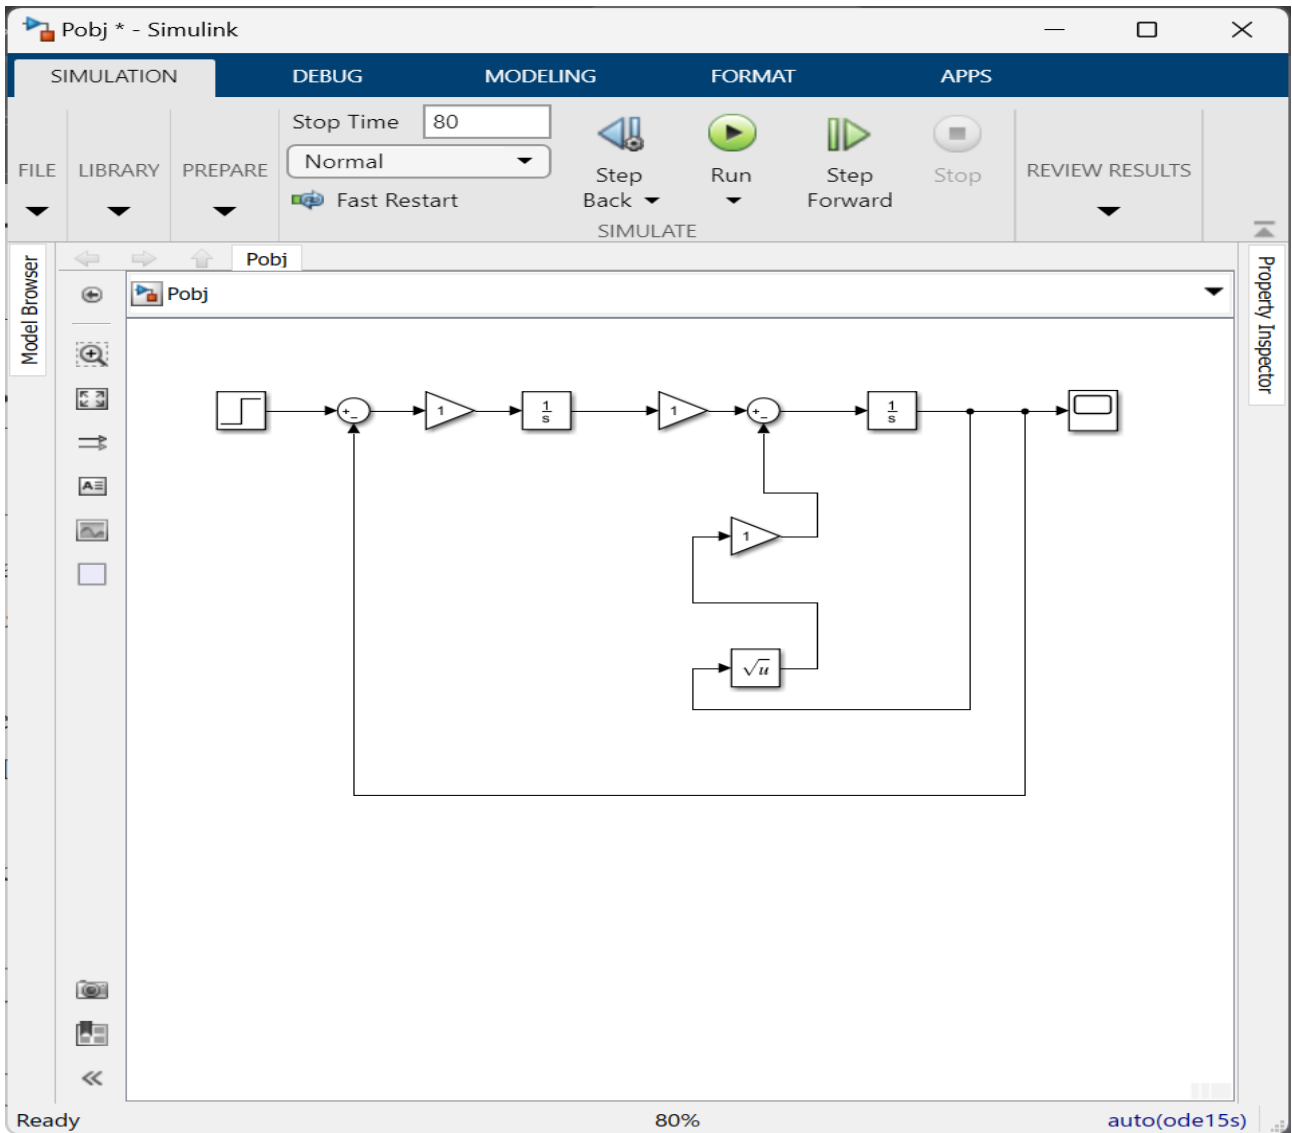 Pobj * - Simulink
SIMULATION DEBUG MODELING FORMAT APPS
Stop Time 80
Normal
Fast Restart
FILE LIBRARY PREPARE
Step Back
Run
Step Forward
Stop
REVIEW RESULTS
SIMULATE
Pobj
Pobj
Model Browser
Property Inspector
+ -
1
1
s
1
+ -
1
s
1
√u
A
Ready 80% auto(ode15s)